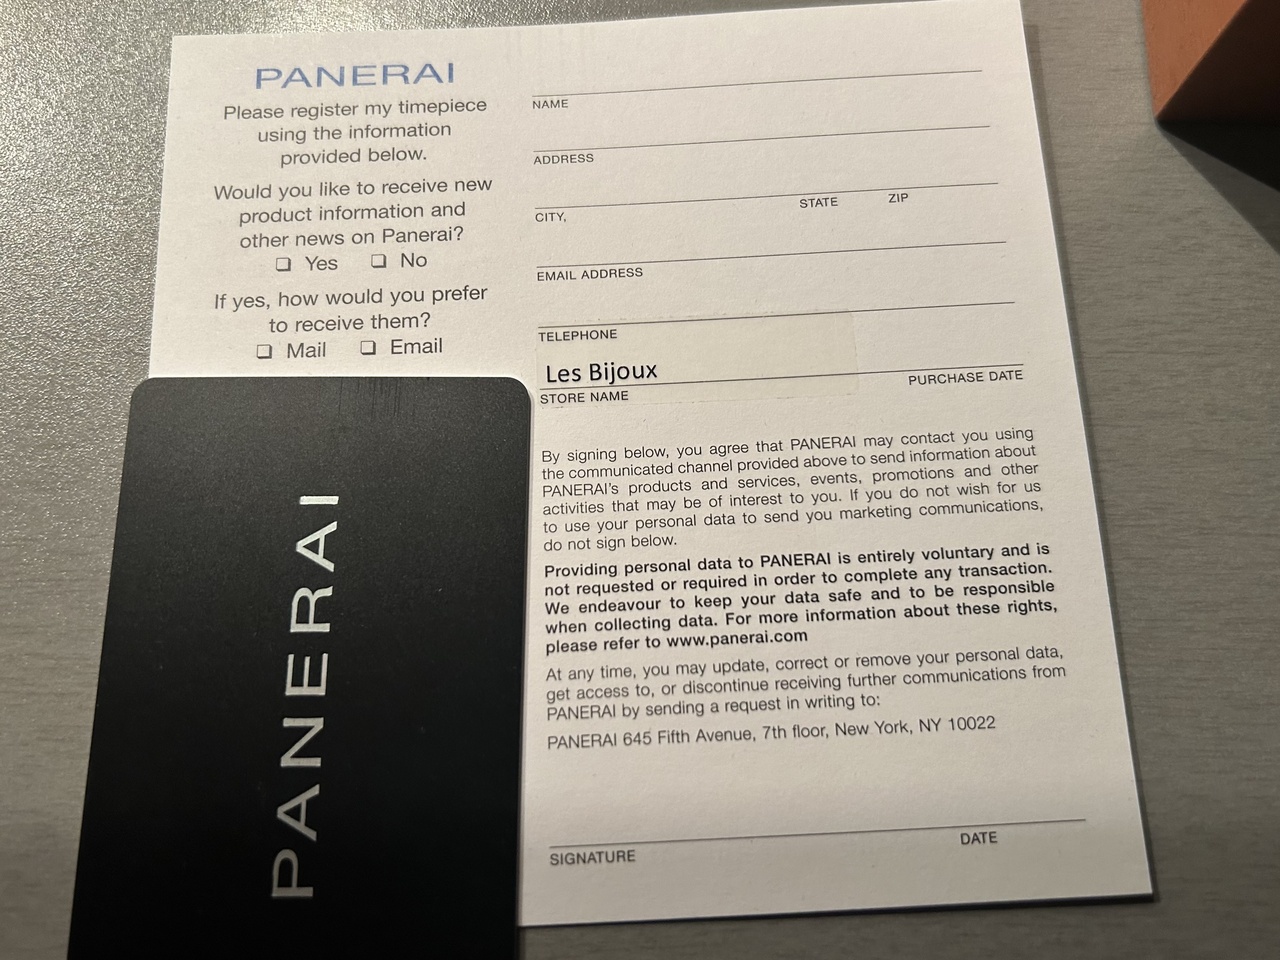 PANERAI
Please register my timepiece
using the information
provided below.
Would you like to receive new
product information and
other news on Panerai?
❏ Yes ❏ No
If yes, how would you prefer
to receive them?
❏ Mail ❏ Email
NAME
ADDRESS
CITY, STATE ZIP
EMAIL ADDRESS
TELEPHONE
Les Bijoux
STORE NAME PURCHASE DATE
By signing below, you agree that PANERAI may contact you using
the communicated channel provided above to send information about
PANERAI's products and services, events, promotions and other
activities that may be of interest to you. If you do not wish for us
to use your personal data to send you marketing communications,
do not sign below.
Providing personal data to PANERAI is entirely voluntary and is
not requested or required in order to complete any transaction.
We endeavour to keep your data safe and to be responsible
when collecting data. For more information about these rights,
please refer to www.panerai.com
At any time, you may update, correct or remove your personal data,
get access to, or discontinue receiving further communications from
PANERAI by sending a request in writing to:
PANERAI 645 Fifth Avenue, 7th floor, New York, NY 10022
SIGNATURE DATE
PANERAI